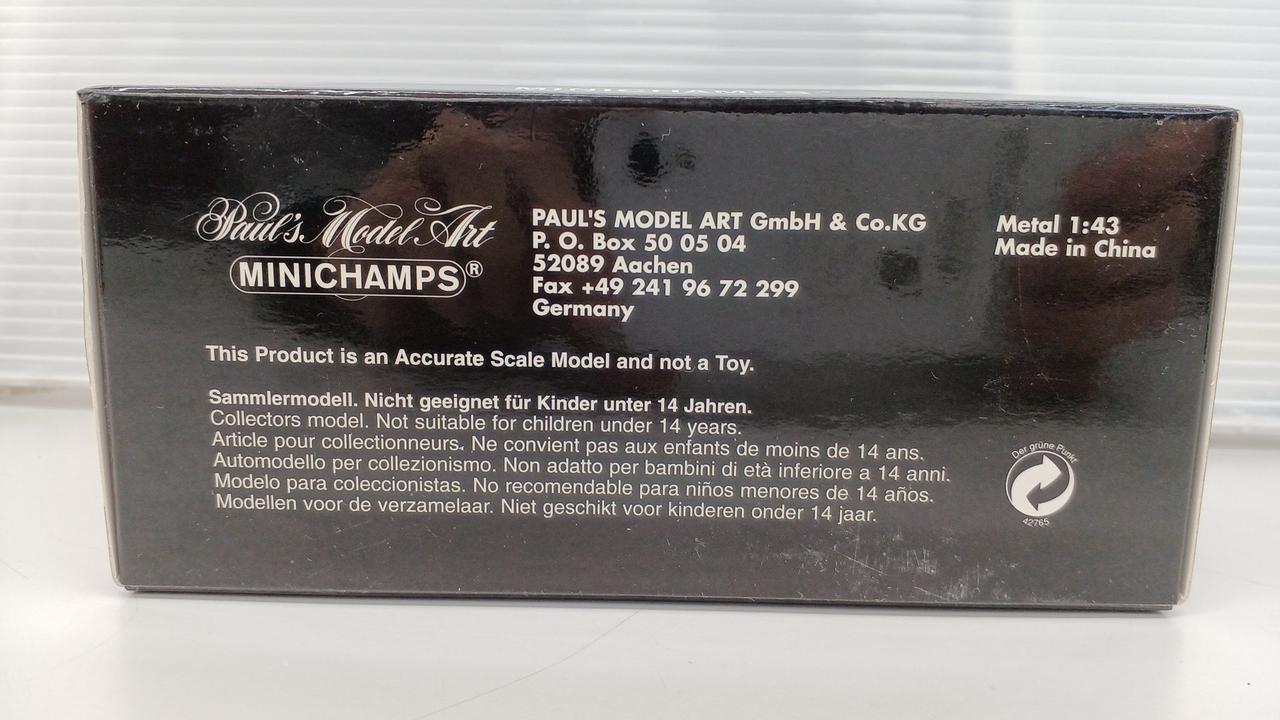 MINICHAMPS
Paul's Model Art
MINICHAMPS®
PAUL'S MODEL ART GmbH & Co.KG
P. O. Box 50 05 04
52089 Aachen
Fax +49 241 96 72 299
Germany
Metal 1:43
Made in China
This Product is an Accurate Scale Model and not a Toy.
Sammlermodell. Nicht geeignet für Kinder unter 14 Jahren.
Collectors model. Not suitable for children under 14 years.
Article pour collectionneurs. Ne convient pas aux enfants de moins de 14 ans.
Automodello per collezionismo. Non adatto per bambini di età inferiore a 14 anni.
Modelo para coleccionistas. No recomendable para niños menores de 14 años.
Modellen voor de verzamelaar. Niet geschikt voor kinderen onder 14 jaar.
Der grüne Punkt
42765